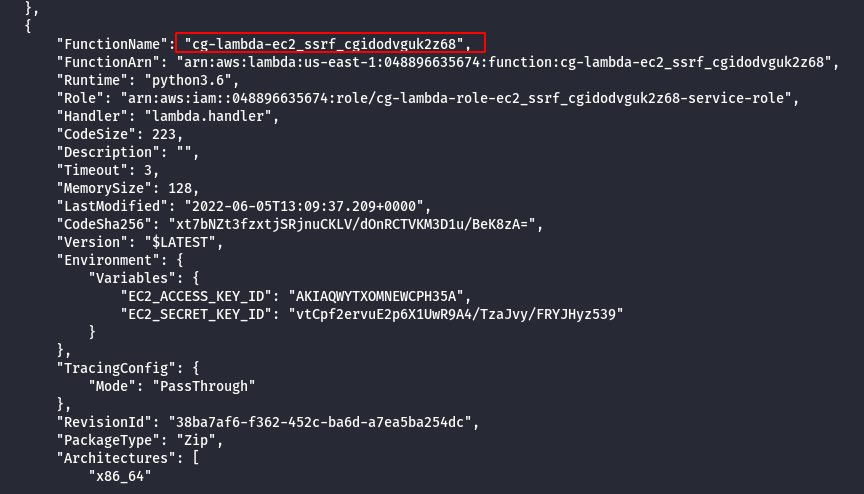 },
{
"FunctionName": "cg-lambda-ec2_ssrf_cgidodvguk2z68",
"FunctionArn": "arn:aws:lambda:us-east-1:048896635674:function:cg-lambda-ec2_ssrf_cgidodvguk2z68",
"Runtime": "python3.6",
"Role": "arn:aws:iam::048896635674:role/cg-lambda-role-ec2_ssrf_cgidodvguk2z68-service-role",
"Handler": "lambda.handler",
"CodeSize": 223,
"Description": "",
"Timeout": 3,
"MemorySize": 128,
"LastModified": "2022-06-05T13:09:37.209+0000",
"CodeSha256": "xt7bNZt3fzxtjSRjnuCKLV/dOnRCTVKM3D1u/BeK8zA=",
"Version": "$LATEST",
"Environment": {
"Variables": {
"EC2_ACCESS_KEY_ID": "AKIAQWYTXOMNEWCPH35A",
"EC2_SECRET_KEY_ID": "vtCpf2ervuE2p6X1UwR9A4/TzaJvy/FRYJHyz539"
}
},
"TracingConfig": {
"Mode": "PassThrough"
},
"RevisionId": "38ba7af6-f362-452c-ba6d-a7ea5ba254dc",
"PackageType": "Zip",
"Architectures": [
"x86_64"